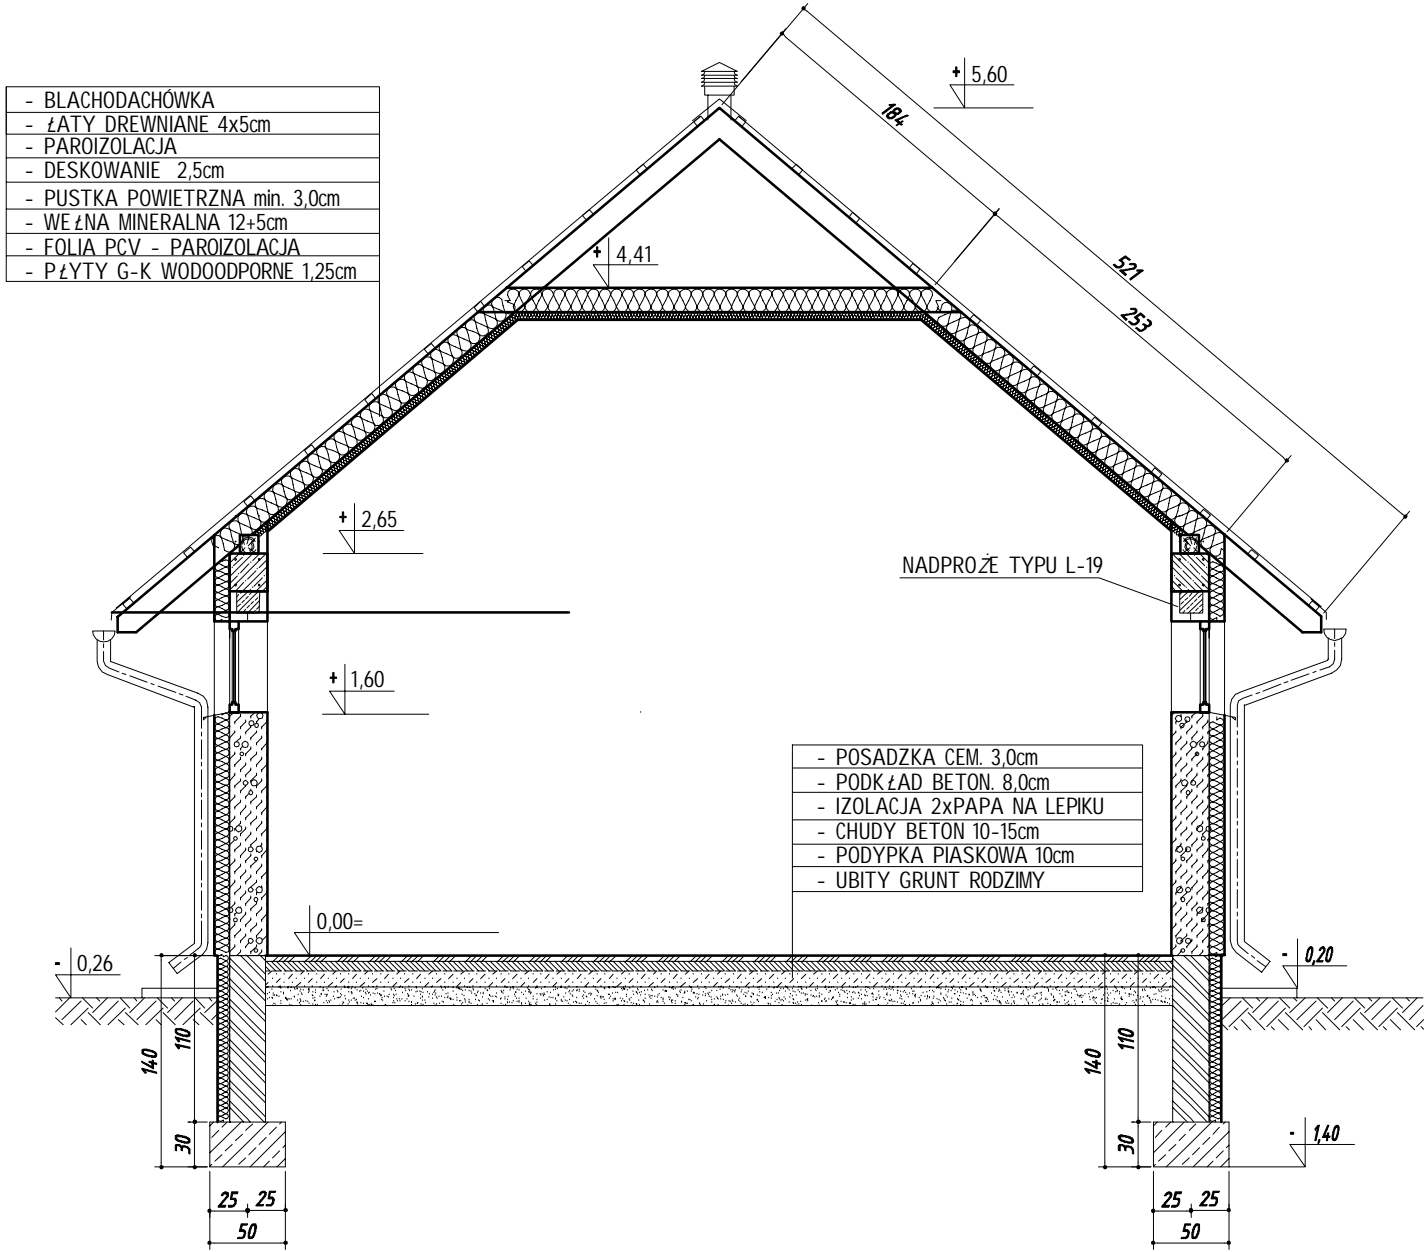 + 5,60
- BLACHODACHÓWKA
- ŁATY DREWNIANE 4x5cm
- PAROIZOLACJA
- DESKOWANIE 2,5cm
- PUSTKA POWIETRZNA min. 3,0cm
- WEŁNA MINERALNA 12+5cm
- FOLIA PCV - PAROIZOLACJA
- PŁYTY G-K WODOODPORNE 1,25cm
184
521
253
+ 4,41
+ 2,65
NADPROŻE TYPU L-19
+ 1,60
- POSADZKA CEM. 3,0cm
- PODKŁAD BETON. 8,0cm
- IZOLACJA 2xPAPA NA LEPIKU
- CHUDY BETON 10-15cm
- PODYPKA PIASKOWA 10cm
- UBITY GRUNT RODZIMY
0,00=
- 0,26
- 0,20
140
110
30
140
110
30
- 1,40
25 25
50
25 25
50